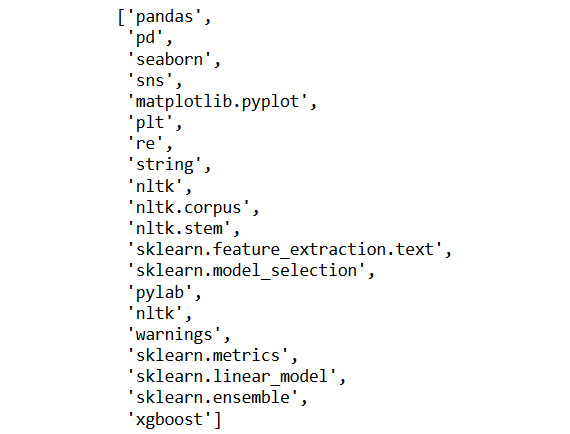 ['pandas',
'pd',
'seaborn',
'sns',
'matplotlib.pyplot',
'plt',
're',
'string',
'nltk',
'nltk.corpus',
'nltk.stem',
'sklearn.feature_extraction.text',
'sklearn.model_selection',
'pylab',
'nltk',
'warnings',
'sklearn.metrics',
'sklearn.linear_model',
'sklearn.ensemble',
'xgboost']